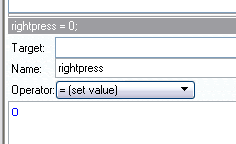 rightpress = 0;
Target:
Name: rightpress
Operator: = (set value)
0